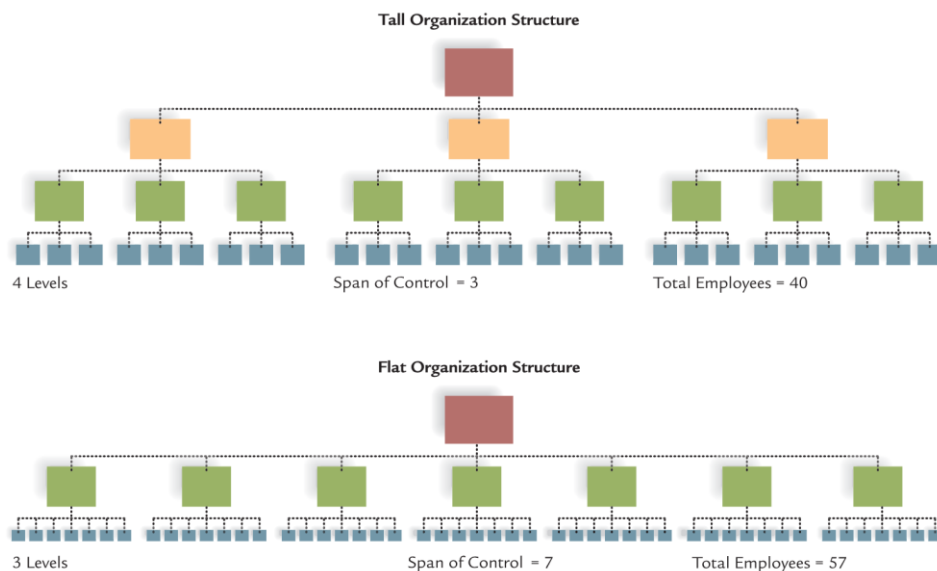 Tall Organization Structure
4 Levels
Span of Control = 3
Total Employees = 40
Flat Organization Structure
3 Levels
Span of Control = 7
Total Employees = 57